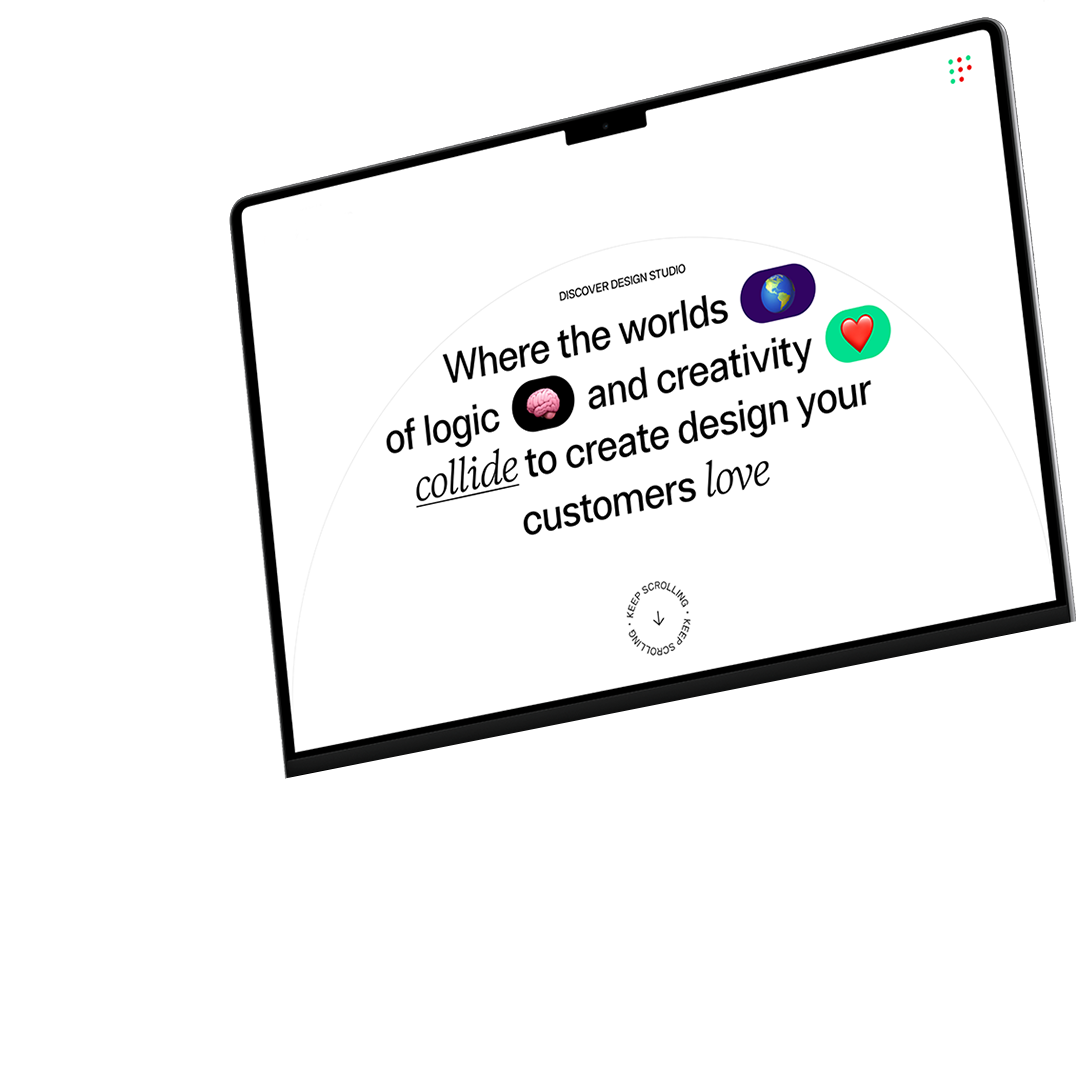 DISCOVER DESIGN STUDIO
Where the worlds 🌎
of logic 🧠 and creativity ❤️
collide to create design your
customers love
KEEP SCROLLING • KEEP SCROLLING •